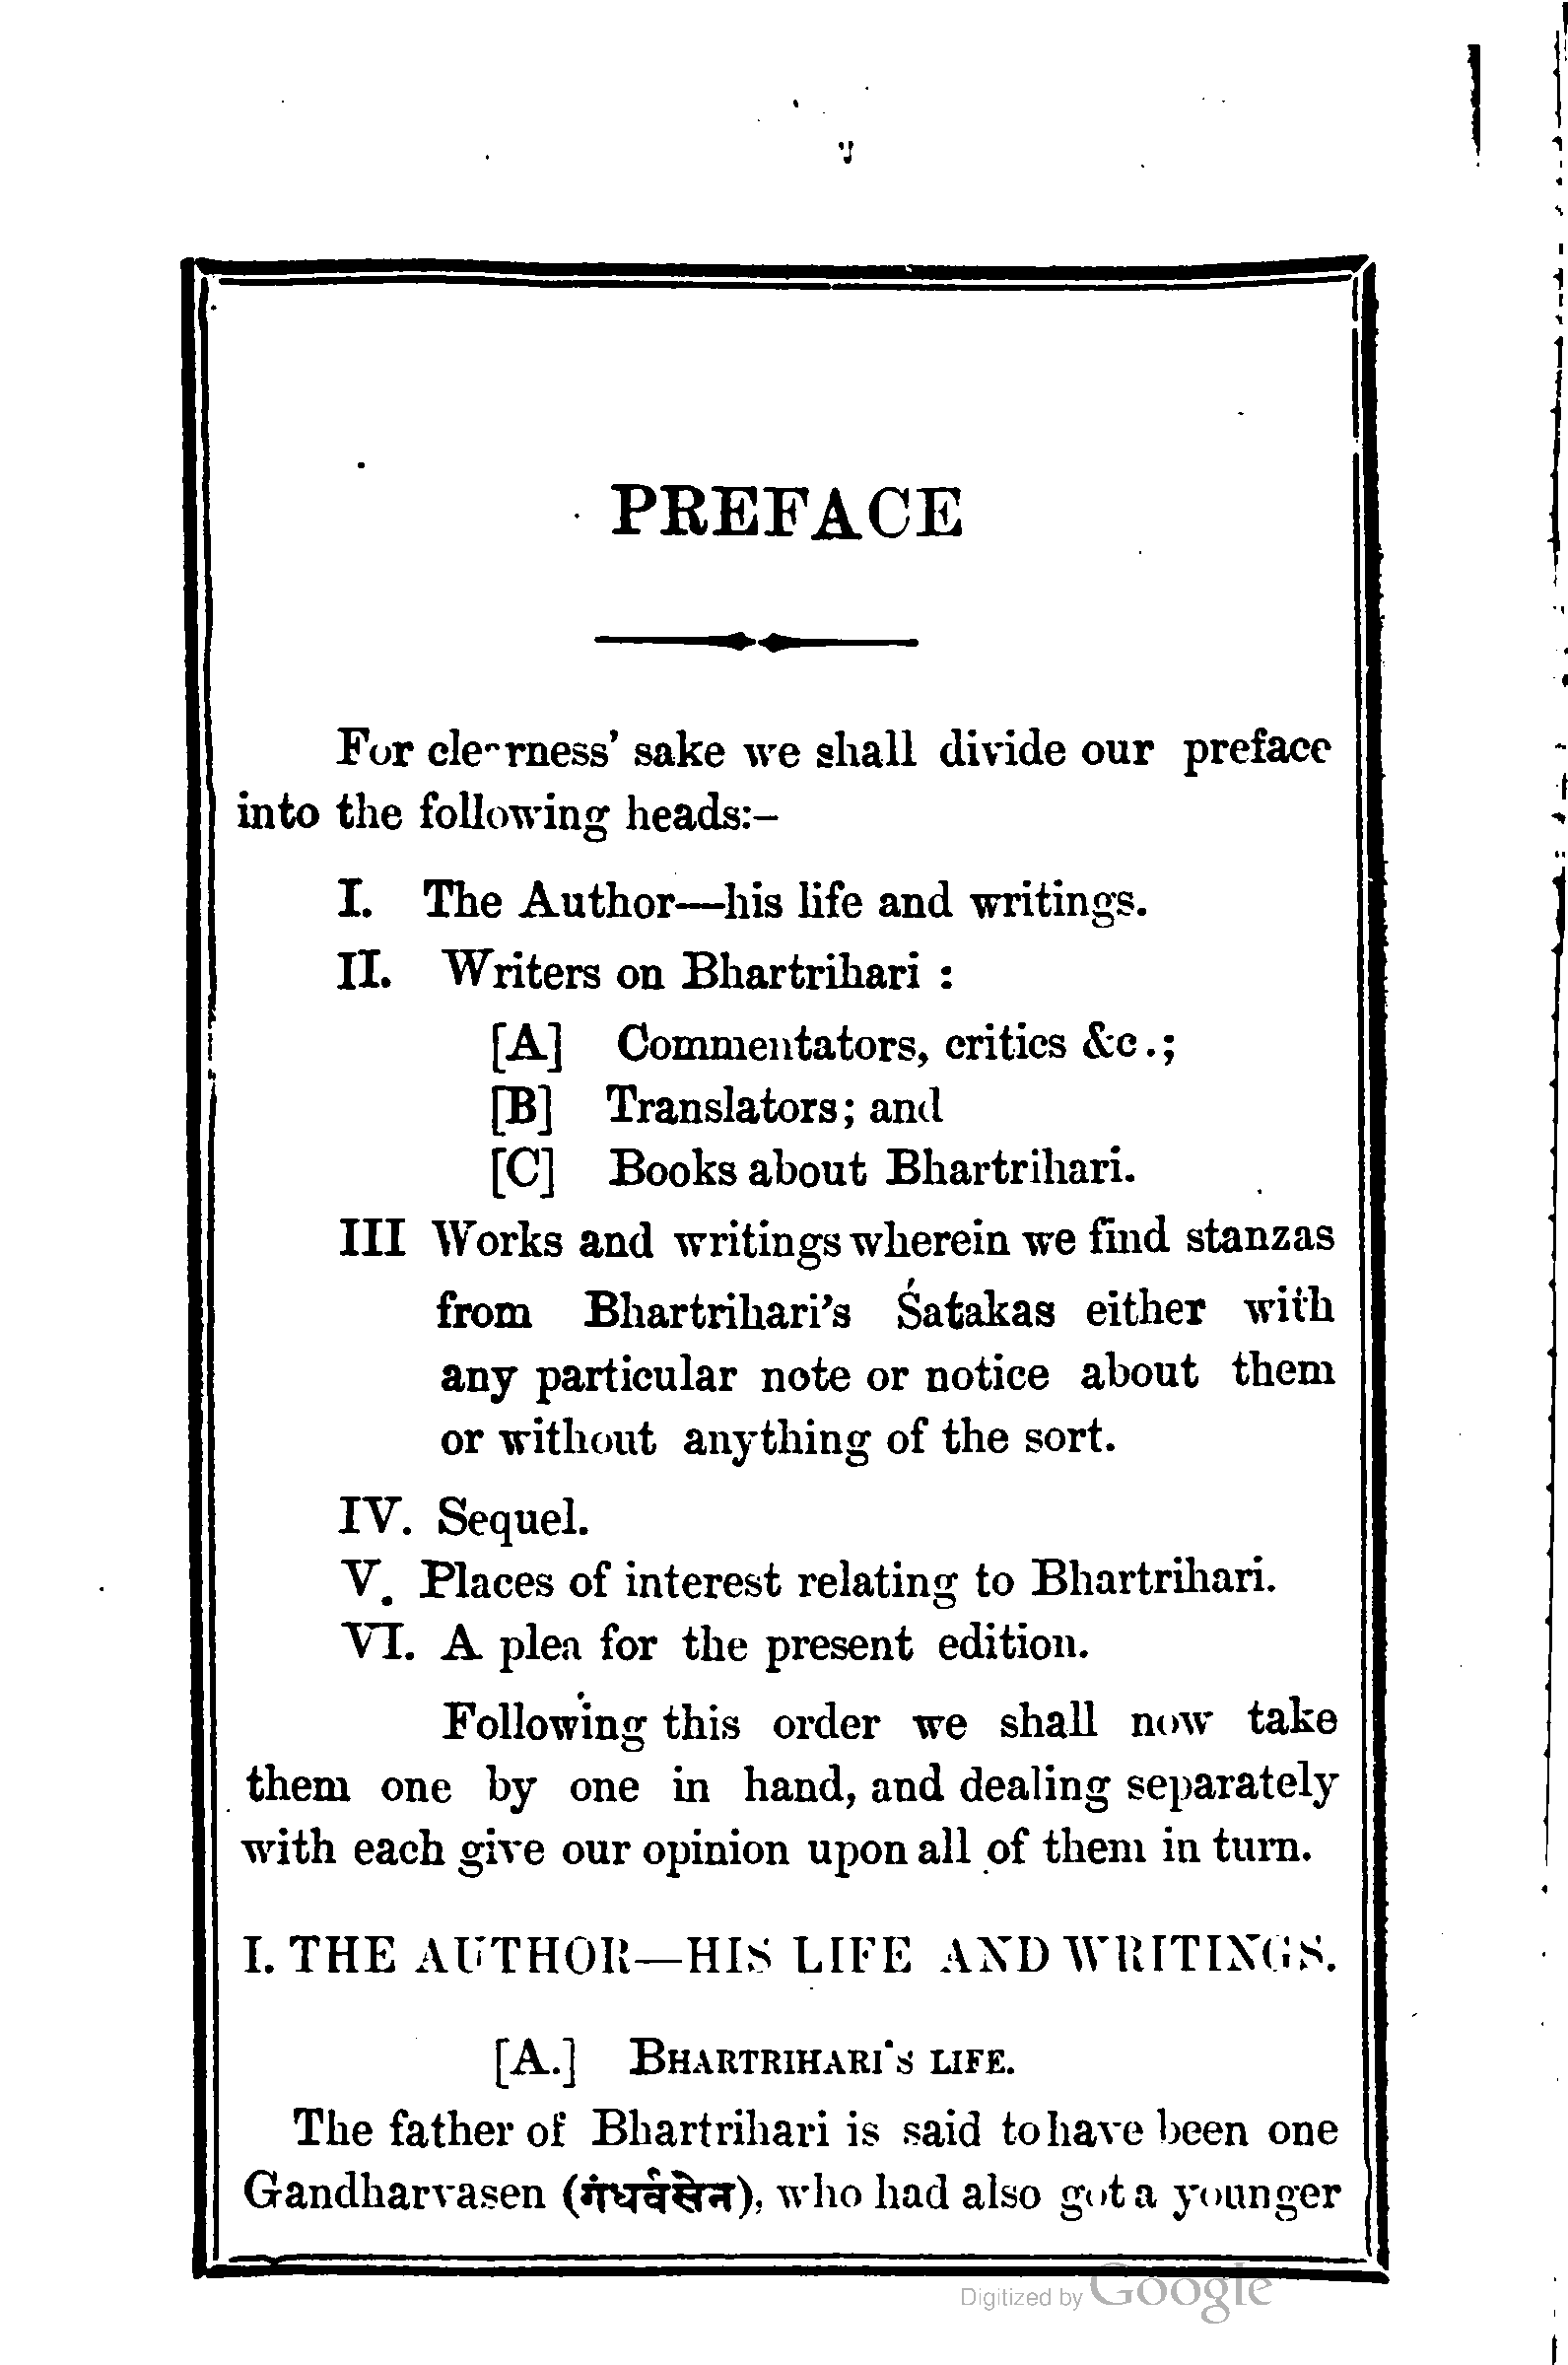 PREFACE
For clearness' sake we shall divide our preface
into the following heads:–
I. The Author—his life and writings.
II. Writers on Bhartrihari :
[A] Commentators, critics &c.;
[B] Translators; and
[C] Books about Bhartrihari.
III Works and writings wherein we find stanzas
from Bhartrihari's Śatakas either with
any particular note or notice about them
or without anything of the sort.
IV. Sequel.
V. Places of interest relating to Bhartrihari.
VI. A plea for the present edition.
Following this order we shall now take
them one by one in hand, and dealing separately
with each give our opinion upon all of them in turn.
I. THE AUTHOR—HIS LIFE AND WRITINGS.
[A.] BHARTRIHARI'S LIFE.
The father of Bhartrihari is said to have been one
Gandharvasen (गंधर्वसेन), who had also got a younger
Digitized by Google